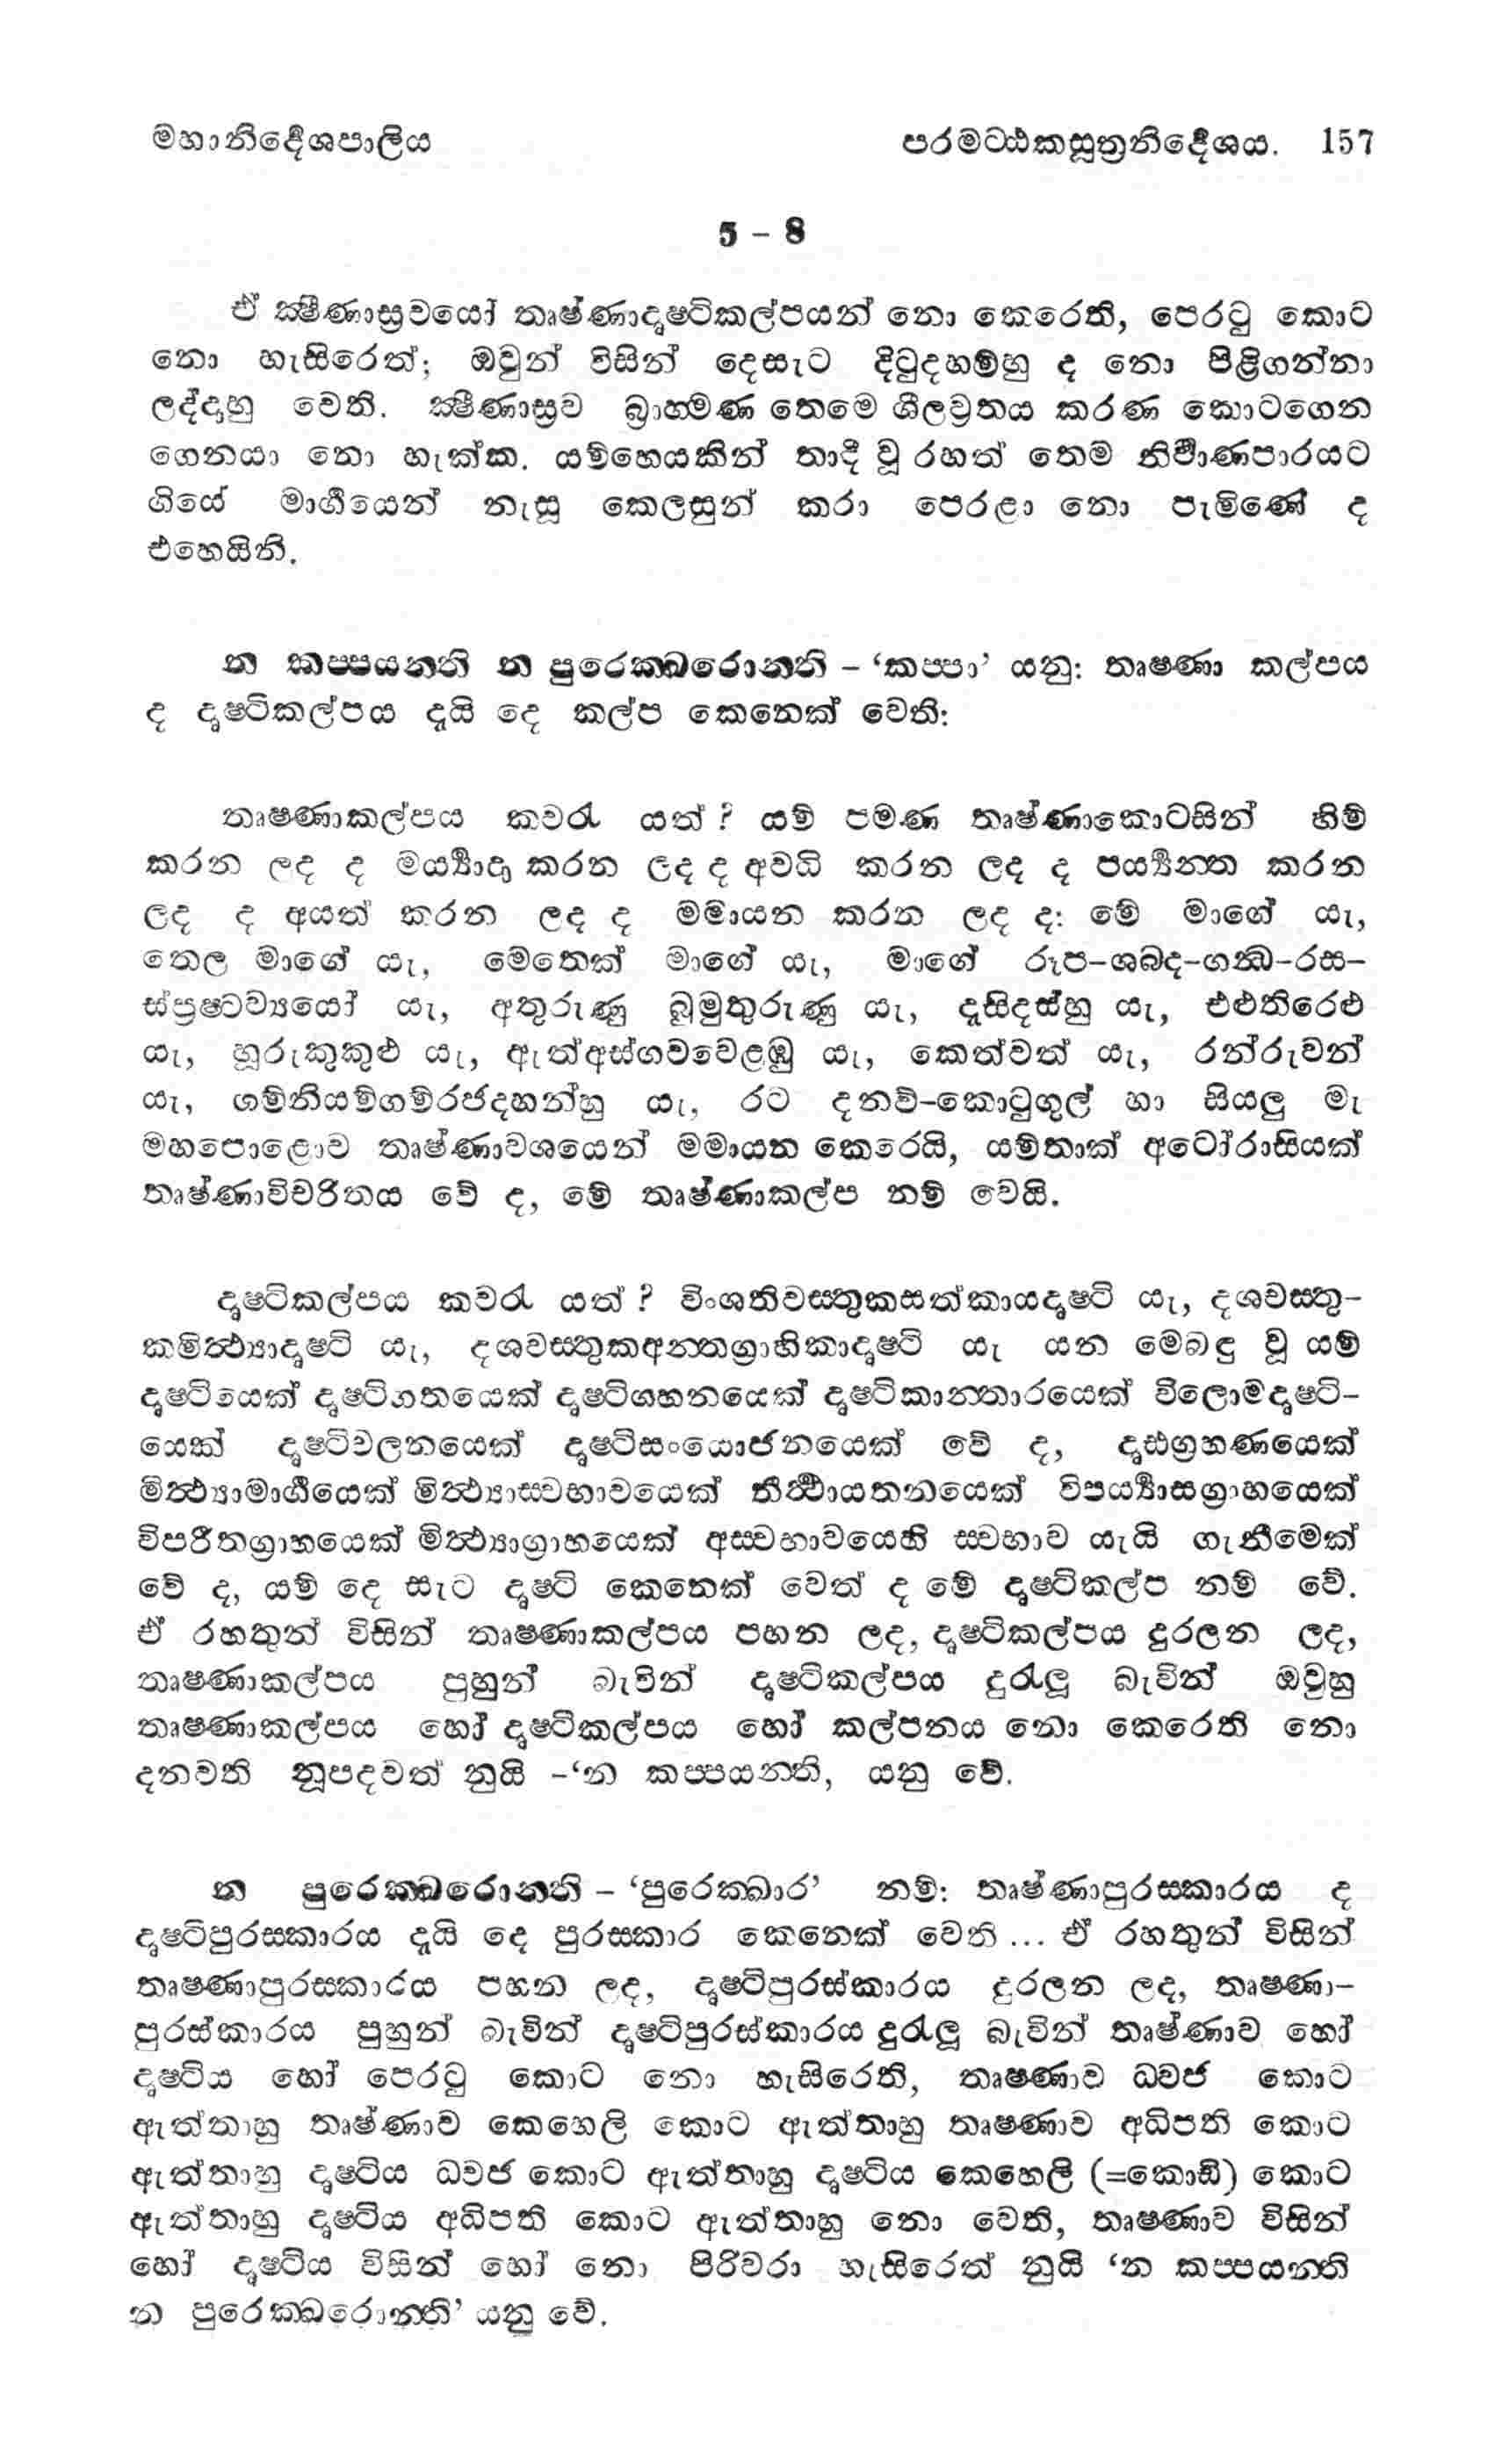 මහානිර්දේශපාලිය පරමට්ඨකසූත්‍රනිර්දේශය. 157
5 – 8
ඒ ක්ෂීණාස්‍රවයෝ තෘෂ්ණාදෘෂ්ටිකල්පයන් නො කෙරෙති, පෙරටු කොට
නො හැසිරෙත්; ඔවුන් විසින් දෙසැට දිටුදහම්හු ද නො පිළිගන්නා
ලද්දාහු වෙති. ක්ෂීණාස්‍රව බ්‍රාහ්මණ තෙමෙ ශීලව්‍රතය කරණ කොටගෙන
ගෙනයා නො හැක්ක. යම්හෙයකින් තාදී වූ රහත් තෙම නිර්‍වාණපාරයට
ගියේ මාර්‍ගයෙන් නැසූ කෙලසුන් කරා පෙරළා නො පැමිණේ ද
එහෙයිනි.
න කප්පයන්ති න පුරෙක්ඛරොන්ති – ‘කප්පා’ යනු: තෘෂ්ණා කල්පය
ද දෘෂ්ටිකල්පය දැයි දෙ කල්ප කෙනෙක් වෙති:
තෘෂ්ණාකල්පය කවරැ යත් ? යම් පමණ තෘෂ්ණාකොටසින් හිම්
කරන ලද ද මර්‍ය්‍යාදා කරන ලද ද අවධි කරන ලද ද පර්‍ය්‍යන්ත කරන
ලද ද අයත් කරන ලද ද මමායන කරන ලද ද: මේ මාගේ යැ,
තෙල මාගේ යැ, මෙතෙක් මාගේ යැ, මාගේ රූප–ශබ්ද–ගන්‍ධ–රස–
ස්ප්‍රෂ්ටව්‍යයෝ යැ, අතුරුණු බුමුතුරුණු යැ, දැසිදස්හු යැ, එළුතිරෙළු
යැ, හූරුකුකුළු යැ, ඇත්අස්ගවවෙළඹු යැ, කෙත්වත් යැ, රන්රුවන්
යැ, ගම්නියම්ගම්රජදහන්හු යැ, රට දනව්–කොටුගුල් හා සියලු මැ
මහපොළොව තෘෂ්ණාවශයෙන් මමායන කෙරෙයි, යම්තාක් අටෝරාසියක්
තෘෂ්ණාවිචරිතය වේ ද, මේ තෘෂ්ණාකල්ප නම් වෙයි.
දෘෂ්ටිකල්පය කවරැ යත් ? විංශතිවස්තුකසත්කායදෘෂ්ටි යැ, දශවස්තු–
කමිත්‍ථ්‍යාදෘෂ්ටි යැ, දශවස්තුකඅන්තග්‍රාහිකාදෘෂ්ටි යැ යන මෙබඳු වූ යම්
දෘෂ්ටියෙක් දෘෂ්ටිගතයෙක් දෘෂ්ටිගහනයෙක් දෘෂ්ටිකාන්තාරයෙක් විලොමදෘෂ්ටි–
යෙක් දෘෂ්ටිචලනයෙක් දෘෂ්ටිසංයොජනයෙක් වේ ද, දෘඪග්‍රහණයෙක්
මිත්‍ථ්‍යාමාර්‍ගයෙක් මිත්‍ථ්‍යාස්වභාවයෙක් තීර්‍ත්‍ථායතනයෙක් විපර්‍ය්‍යාසග්‍රාහයෙක්
විපරීතග්‍රාහයෙක් මිත්‍ථ්‍යාග්‍රාහයෙක් අස්වභාවයෙහි ස්වභාව යැයි ගැනීමෙක්
වේ ද, යම් දෙ සැට දෘෂ්ටි කෙනෙක් වෙත් ද මේ දෘෂ්ටිකල්ප නම් වේ.
ඒ රහතුන් විසින් තෘෂ්ණාකල්පය පහන ලද, දෘෂ්ටිකල්පය දුරලන ලද,
තෘෂ්ණාකල්පය පුහුන් බැවින් දෘෂ්ටිකල්පය දුරැලූ බැවින් ඔවුහු
තෘෂ්ණාකල්පය හෝ දෘෂ්ටිකල්පය හෝ කල්පනය නො කෙරෙති නො
දනවති නූපදවත් නුයි –‘න කප්පයන්ති, යනු වේ.
න පුරෙක්ඛරොන්ති – ‘පුරෙක්ඛාර’ නම්: තෘෂ්ණාපුරස්කාරය ද
දෘෂ්ටිපුරස්කාරය දැයි දෙ පුරස්කාර කෙනෙක් වෙති ... ඒ රහතුන් විසින්
තෘෂ්ණාපුරස්කාරය පහන ලද, දෘෂ්ටිපුරස්කාරය දුරලන ලද, තෘෂ්ණා–
පුරස්කාරය පුහුන් බැවින් දෘෂ්ටිපුරස්කාරය දුරැලූ බැවින් තෘෂ්ණාව හෝ
දෘෂ්ටිය හෝ පෙරටු කොට නො හැසිරෙති, තෘෂ්ණාව ධ්වජ කොට
ඇත්තාහු තෘෂ්ණාව කෙහෙලි කොට ඇත්තාහු තෘෂ්ණාව අධිපති කොට
ඇත්තාහු දෘෂ්ටිය ධ්වජ කොට ඇත්තාහු දෘෂ්ටිය කෙහෙලි (=කොඩි) කොට
ඇත්තාහු දෘෂ්ටිය අධිපති කොට ඇත්තාහු නො වෙති, තෘෂ්ණාව විසින්
හෝ දෘෂ්ටිය විසින් හෝ නො පිරිවරා හැසිරෙත් නුයි ‘න කප්පයන්ති
න පුරෙක්ඛරොන්ති’ යනු වේ.